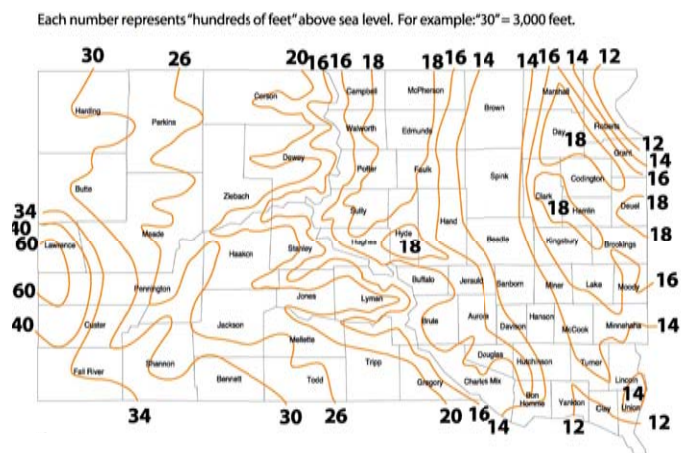 Each number represents "hundreds of feet" above sea level. For example:"30" = 3,000 feet.
30 26 20 16 16 18 18 16 14 14 16 14 12
Corson Campbell McPherson Marshall
Harding Brown
Perkins Walworth Edmunds Day 18 Roberts
12
Dewey Grant
14
Potter Faulk Spink Codington
16
Butte
Ziebach Clark Deuel 18
34 Sully 18 Hamlin
40 Meade Hyde Hand 18
60 Lawrence Haakon Stanley Hughes 18 Beadle Kingsbury Brookings
Buffalo Jerauld Sanborn Miner Lake Moody 16
60 Pennington Jones Lyman
40 Custer Jackson Brule Aurora Davison Hanson McCook Minnehaha 14
Mellette
Shannon Tripp Douglas Hutchinson Turner
Fall River Bennett Todd Gregory Charles Mix Lincoln
14
Bon Homme Yankton Clay Union
34 30 26 20 16 14 12 12